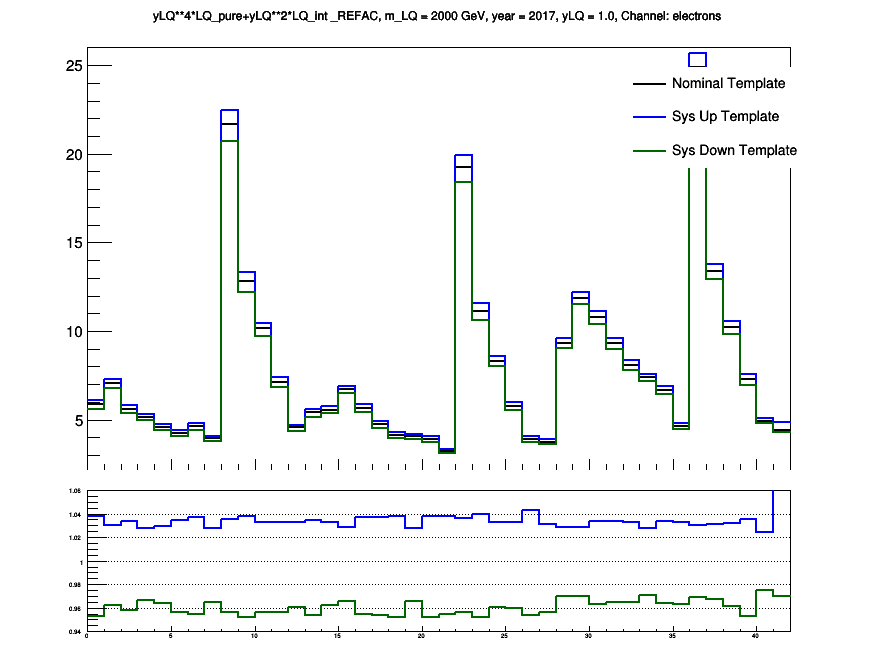 yLQ**4*LQ_pure+yLQ**2*LQ_int _REFAC, m_LQ = 2000 GeV, year = 2017, yLQ = 1.0, Channel: electrons
25
Nominal Template
Sys Up Template
Sys Down Template
20
15
10
5
1.06
1.04
1.02
1
0.98
0.96
0.94
0 5 10 15 20 25 30 35 40